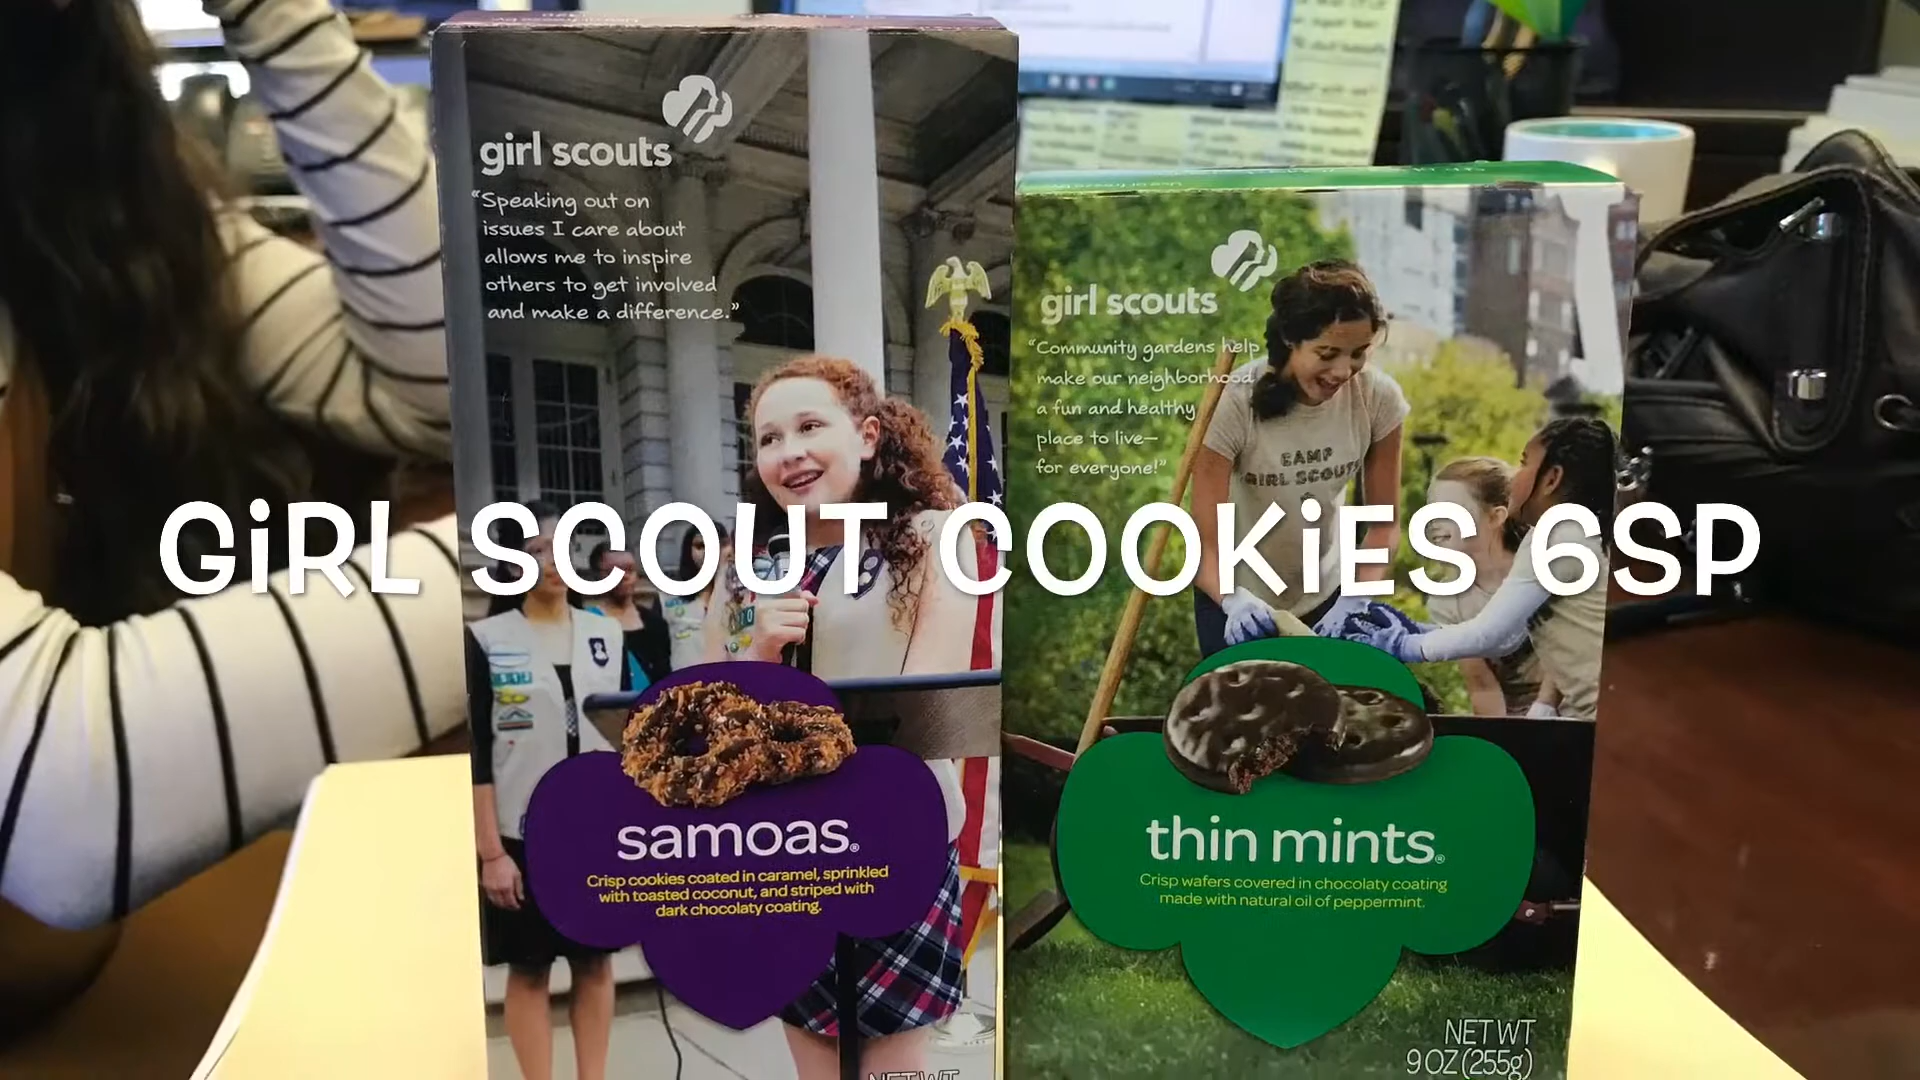 girl scouts
“Speaking out on
issues I care about
allows me to inspire
others to get involved
and make a difference.”
girl scouts
“Community gardens help
make our neighborhood
a fun and healthy
place to live—
for everyone!”
CAMP
GIRL SCOUTS
GiRL SCOUT COOKiES 6SP
samoas®
Crisp cookies coated in caramel, sprinkled
with toasted coconut, and striped with
dark chocolaty coating.
thin mints®
Crisp wafers covered in chocolaty coating
made with natural oil of peppermint.
NET WT
9 OZ (255g)
NET WT